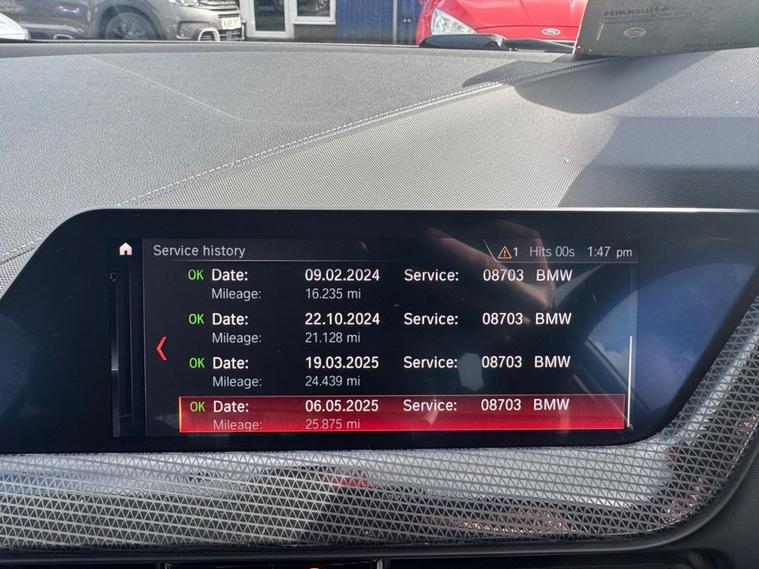 Nikkalite
Service history
1 Hits 00s 1:47 pm
OK Date: 09.02.2024 Service: 08703 BMW
Mileage: 16.235 mi
OK Date: 22.10.2024 Service: 08703 BMW
Mileage: 21.128 mi
OK Date: 19.03.2025 Service: 08703 BMW
Mileage: 24.439 mi
OK Date: 06.05.2025 Service: 08703 BMW
Mileage: 25.875 mi